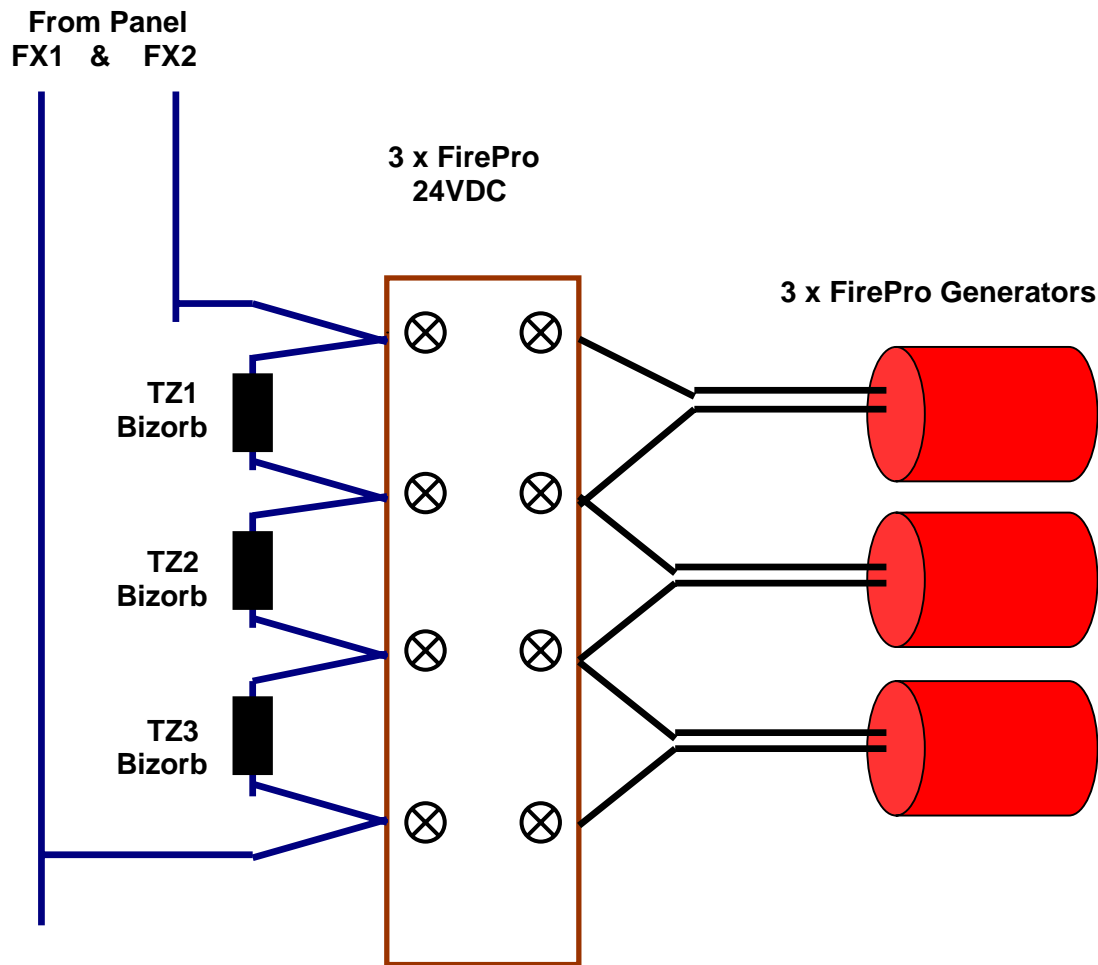 From Panel
FX1 & FX2
3 x FirePro
24VDC
3 x FirePro Generators
TZ1
Bizorb
TZ2
Bizorb
TZ3
Bizorb